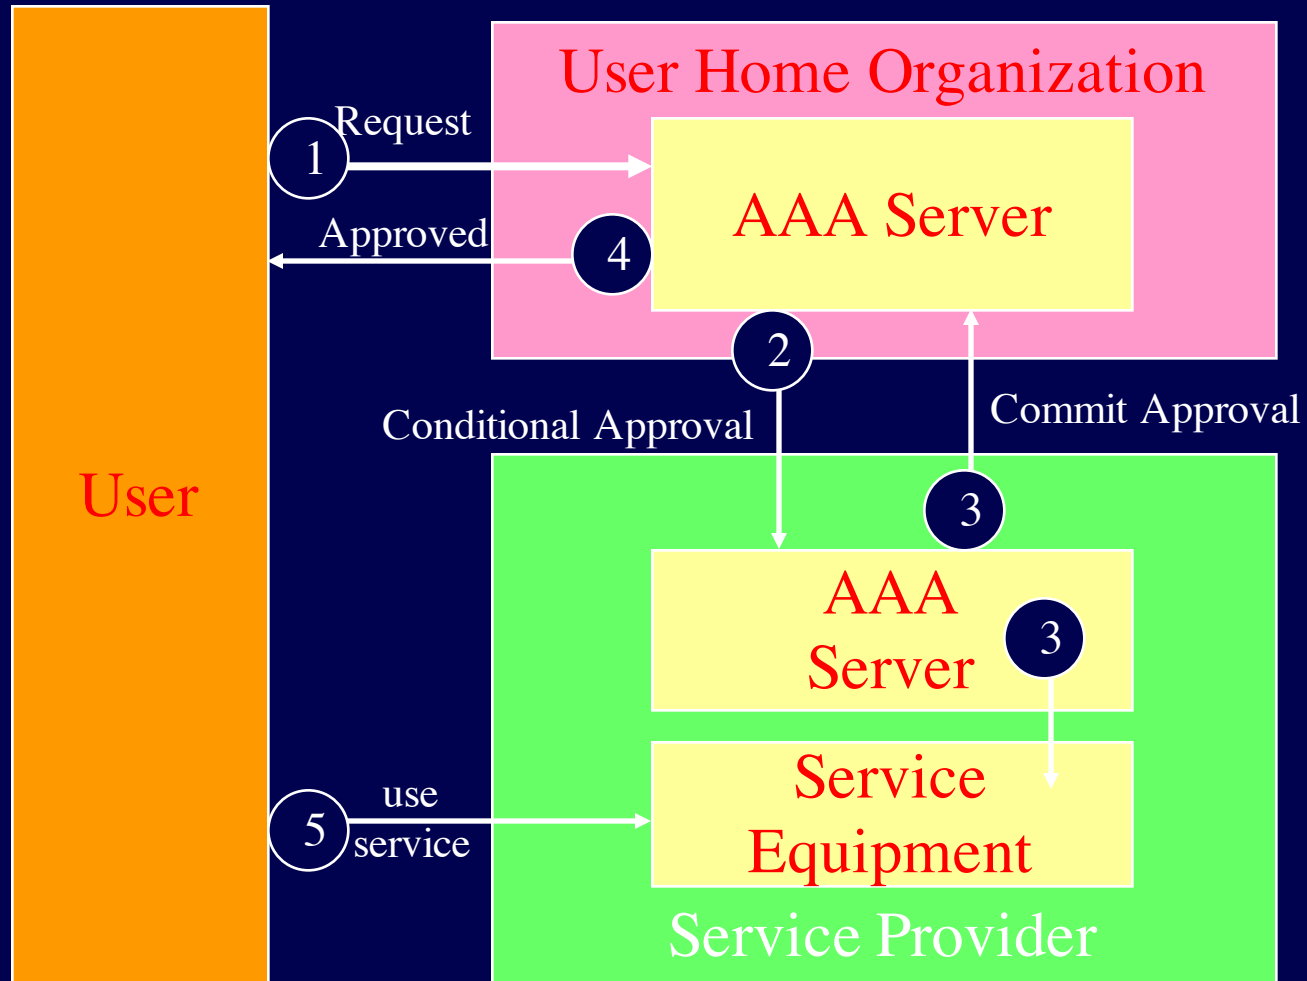 User Home Organization
Request
1
AAA Server
Approved
4
2
Conditional Approval
Commit Approval
User
3
AAA
Server
3
Service
Equipment
use
service
5
Service Provider